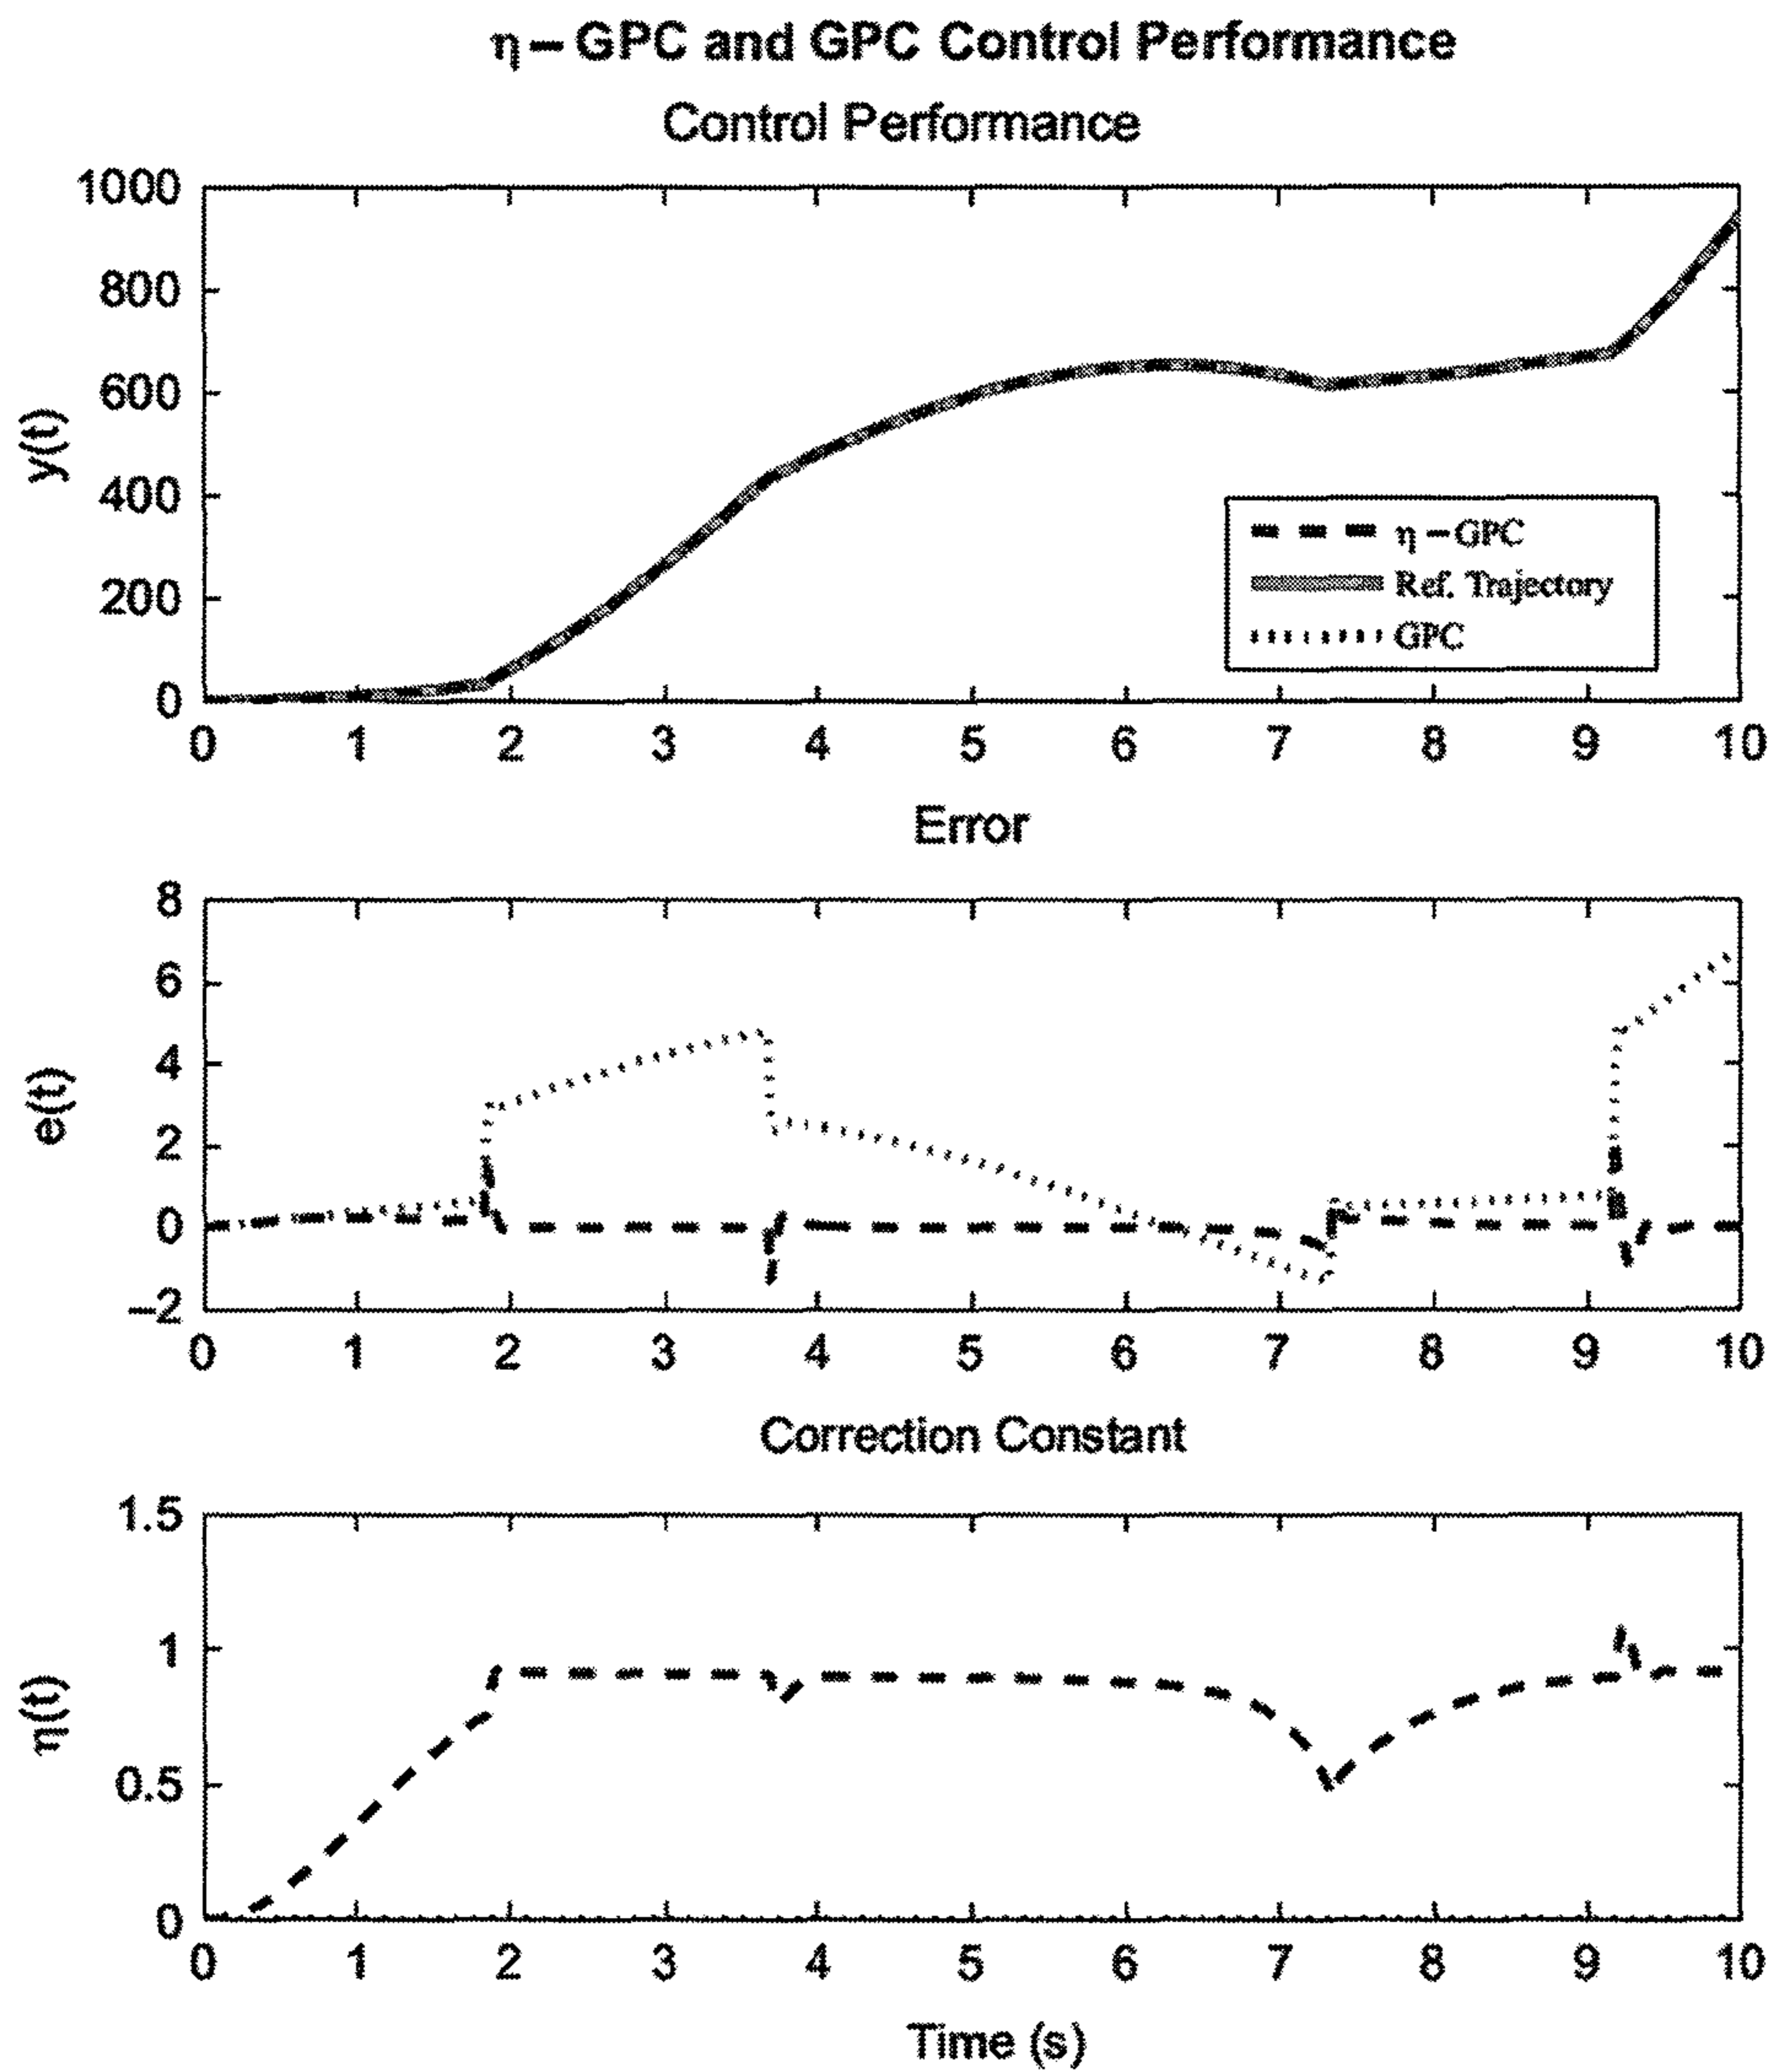 η – GPC and GPC Control Performance
Control Performance
1000
800
600
400
200
0
y(t)
η – GPC
Ref. Trajectory
GPC
0 1 2 3 4 5 6 7 8 9 10
Error
8
6
4
2
0
–2
e(t)
0 1 2 3 4 5 6 7 8 9 10
Correction Constant
1.5
1
0.5
0
η(t)
0 1 2 3 4 5 6 7 8 9 10
Time (s)